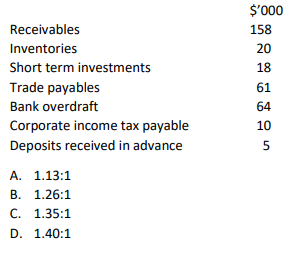 $'000
Receivables 158
Inventories 20
Short term investments 18
Trade payables 61
Bank overdraft 64
Corporate income tax payable 10
Deposits received in advance 5
A. 1.13:1
B. 1.26:1
C. 1.35:1
D. 1.40:1